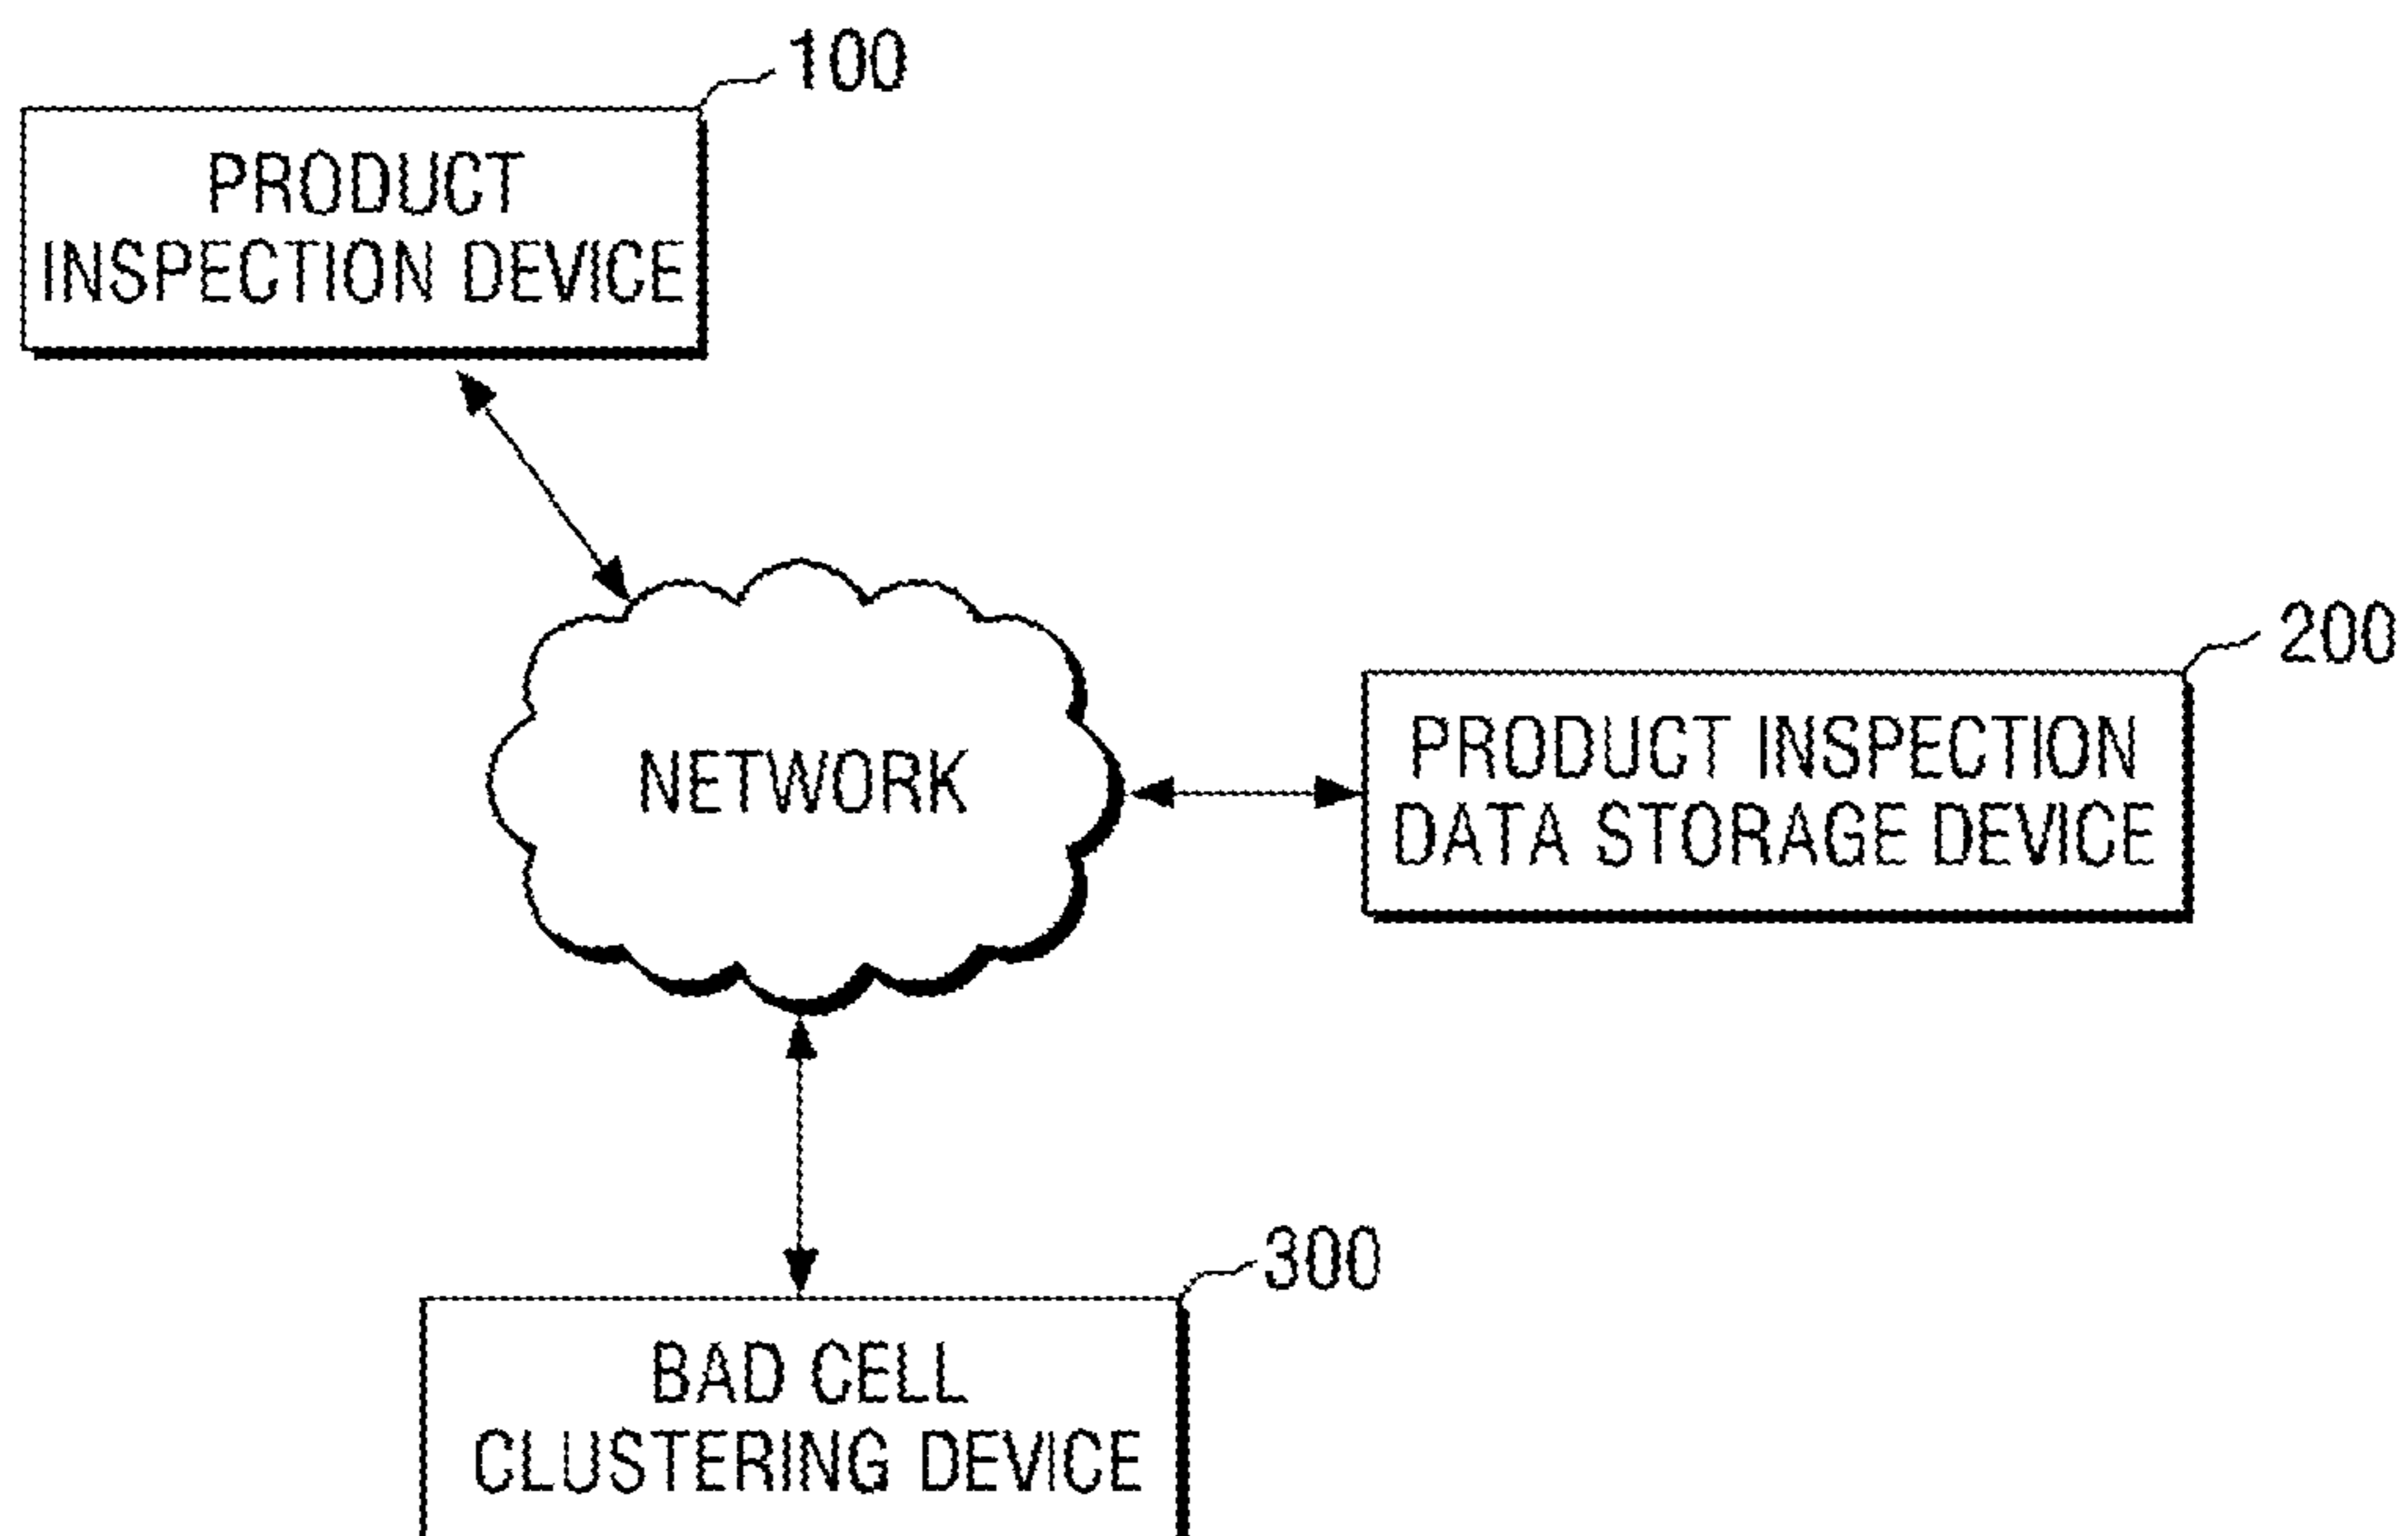 100
PRODUCT
INSPECTION DEVICE
NETWORK
200
PRODUCT INSPECTION
DATA STORAGE DEVICE
300
BAD CELL
CLUSTERING DEVICE